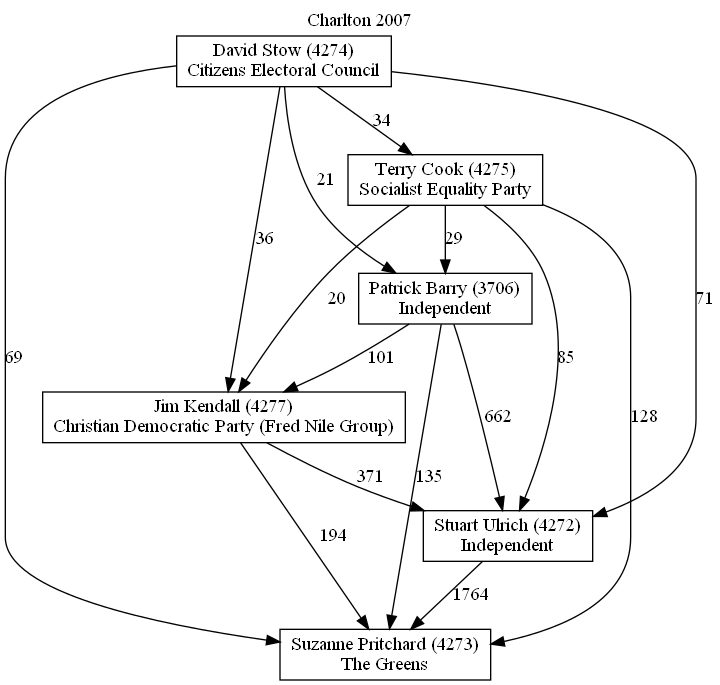 Charlton 2007
David Stow (4274)
Citizens Electoral Council
34
Terry Cook (4275)
Socialist Equality Party
21
36
29
Patrick Barry (3706)
Independent
20
71
69
101
85
Jim Kendall (4277)
Christian Democratic Party (Fred Nile Group)
662
128
371
135
Stuart Ulrich (4272)
Independent
194
1764
Suzanne Pritchard (4273)
The Greens